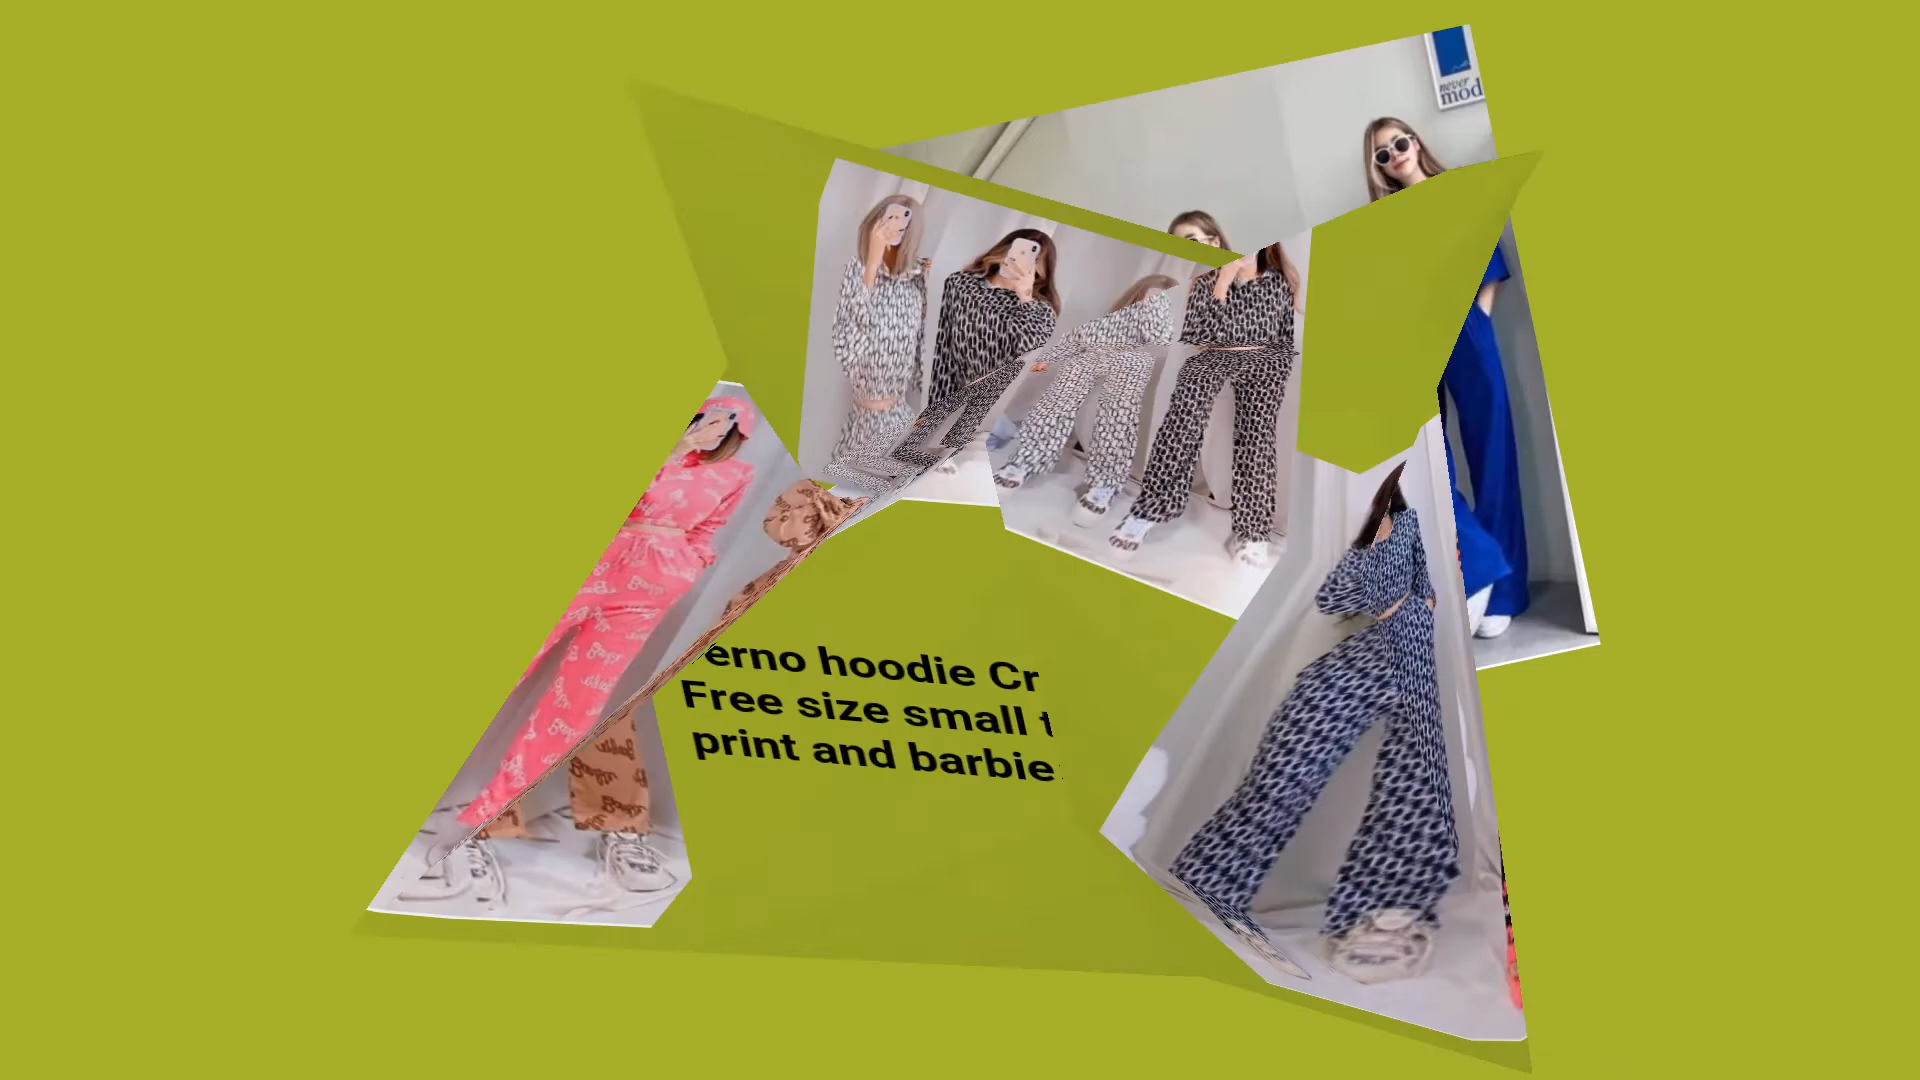 never
mod
erno hoodie Cr
Free size small t
print and barbie